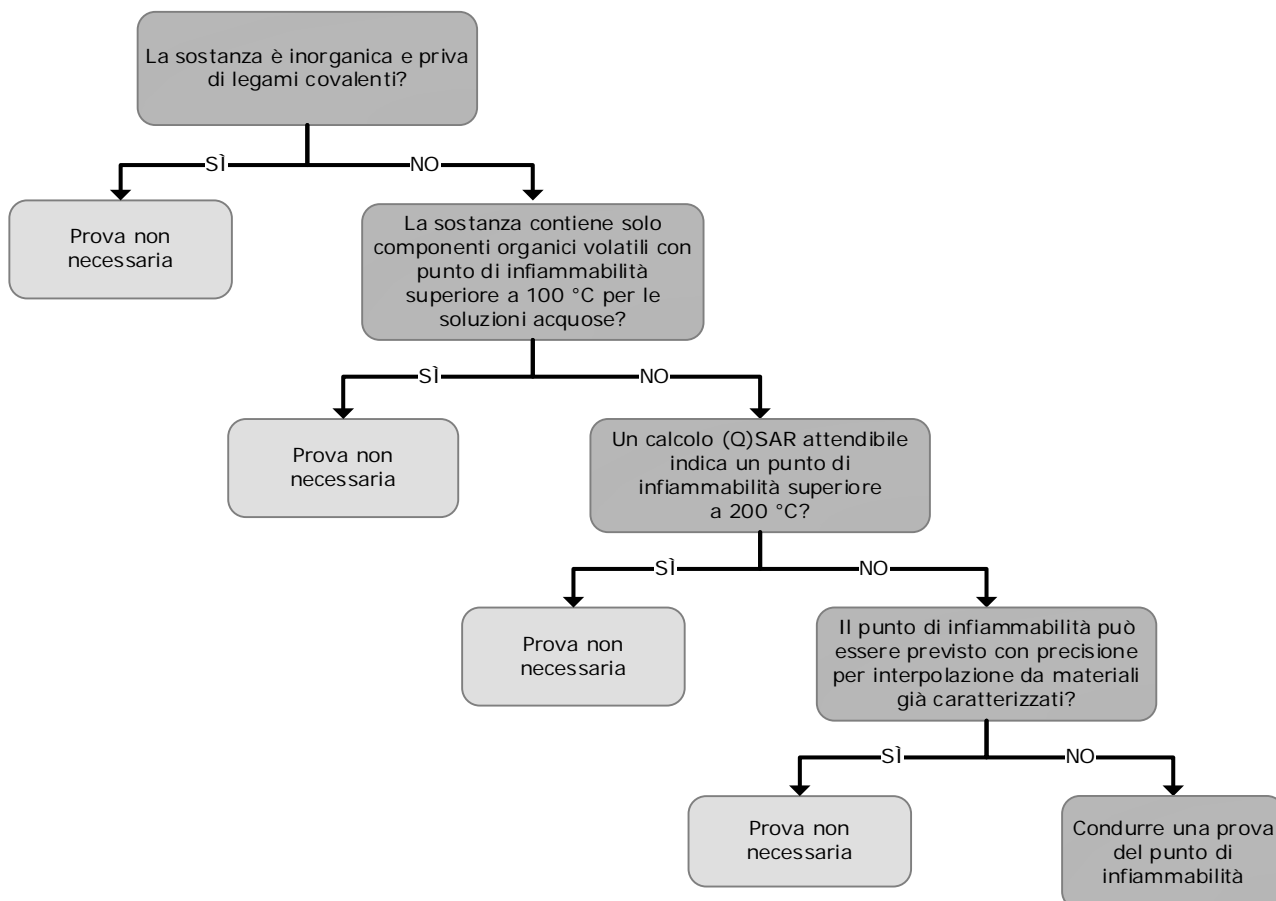 La sostanza è inorganica e priva
di legami covalenti?
SÌ
NO
Prova non
necessaria
La sostanza contiene solo
componenti organici volatili con
punto di infiammabilità
superiore a 100 °C per le
soluzioni acquose?
SÌ
NO
Prova non
necessaria
Un calcolo (Q)SAR attendibile
indica un punto di
infiammabilità superiore
a 200 °C?
SÌ
NO
Prova non
necessaria
Il punto di infiammabilità può
essere previsto con precisione
per interpolazione da materiali
già caratterizzati?
SÌ
NO
Prova non
necessaria
Condurre una prova
del punto di
infiammabilità